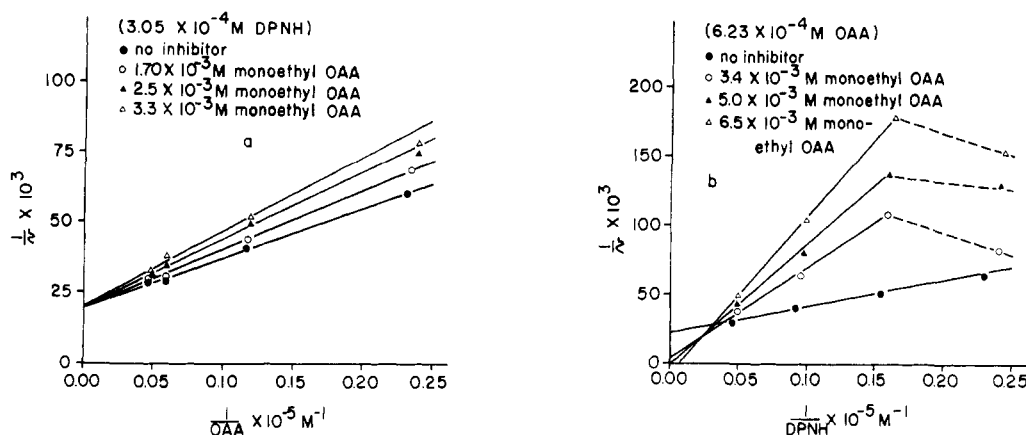 (3.05 X 10⁻⁴ M DPNH)
● no inhibitor
○ 1.70 X 10⁻³ M monoethyl OAA
▲ 2.5 X 10⁻³ M monoethyl OAA
△ 3.3 X 10⁻³ M monoethyl OAA
a
100
75
50
25
0
1/v X 10³
0.00 0.05 0.10 0.15 0.20 0.25
1/OAA X 10⁻⁵ M⁻¹
(6.23 X 10⁻⁴ M OAA)
● no inhibitor
○ 3.4 X 10⁻³ M monoethyl OAA
▲ 5.0 X 10⁻³ M monoethyl OAA
△ 6.5 X 10⁻³ M mono-
ethyl OAA
b
200
150
100
50
0
1/v X 10³
0.00 0.05 0.10 0.15 0.20 0.25
1/DPNH X 10⁻⁵ M⁻¹